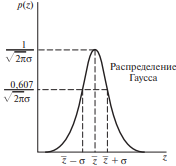 p(z)
1
√2πσ
Распределение
Гаусса
0,607
√2πσ
z̄ − σ z̄ z̄ + σ z